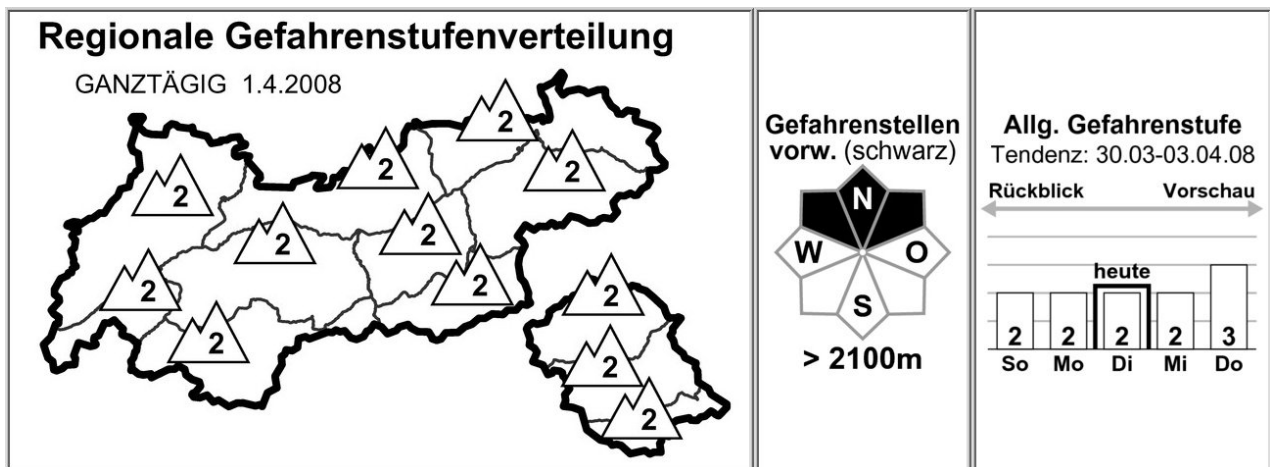 Regionale Gefahrenstufenverteilung
GANZTÄGIG 1.4.2008
2
2
2
2
2
2
2
2
2
2
2
2
2
Gefahrenstellen
vorw. (schwarz)
N
W O
S
> 2100m
Allg. Gefahrenstufe
Tendenz: 30.03-03.04.08
Rückblick Vorschau
heute
2 2 2 2 3
So Mo Di Mi Do